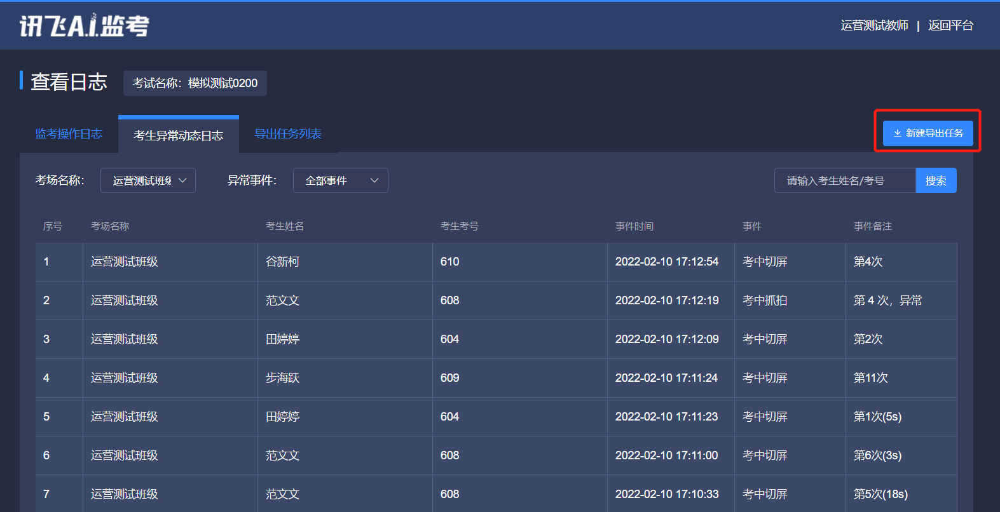 讯飞A.I.监考
运营测试教师 | 返回平台
查看日志 考试名称：模拟测试0200
监考操作日志 考生异常动态日志 导出任务列表 新建导出任务
考场名称： 运营测试班级 异常事件： 全部事件 请输入考生姓名/考号 搜索
序号 考场名称 考生姓名 考生考号 事件时间 事件 事件备注
1 运营测试班级 谷新柯 610 2022-02-10 17:12:54 考中切屏 第4次
2 运营测试班级 范文文 608 2022-02-10 17:12:19 考中抓拍 第 4 次，异常
3 运营测试班级 田婷婷 604 2022-02-10 17:12:09 考中切屏 第2次
4 运营测试班级 步海跃 609 2022-02-10 17:11:24 考中切屏 第11次
5 运营测试班级 田婷婷 604 2022-02-10 17:11:23 考中切屏 第1次(5s)
6 运营测试班级 范文文 608 2022-02-10 17:11:00 考中切屏 第6次(3s)
7 运营测试班级 范文文 608 2022-02-10 17:10:33 考中切屏 第5次(18s)